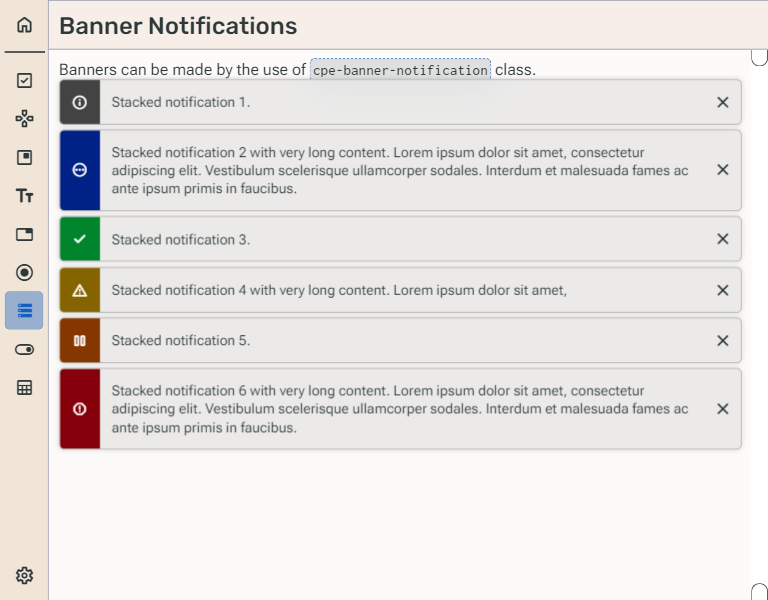 Banner Notifications
Banners can be made by the use of cpe-banner-notification class.
Stacked notification 1.
Stacked notification 2 with very long content. Lorem ipsum dolor sit amet, consectetur
adipiscing elit. Vestibulum scelerisque ullamcorper sodales. Interdum et malesuada fames ac
ante ipsum primis in faucibus.
Stacked notification 3.
Stacked notification 4 with very long content. Lorem ipsum dolor sit amet,
Stacked notification 5.
Stacked notification 6 with very long content. Lorem ipsum dolor sit amet, consectetur
adipiscing elit. Vestibulum scelerisque ullamcorper sodales. Interdum et malesuada fames ac
ante ipsum primis in faucibus.